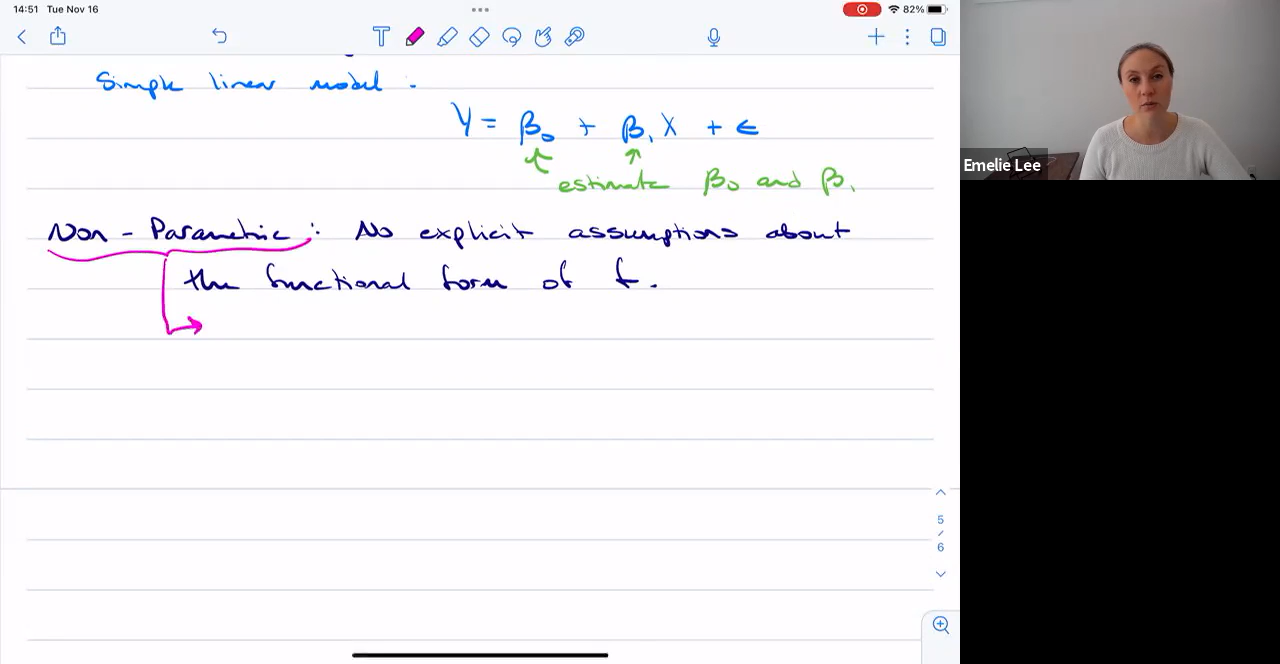 14:51 Tue Nov 16
82%
Simple linear model :
Y = β₀ + β₁ X + ϵ
estimate β₀ and β₁
Non - Parametric : No explicit assumptions about
the functional form of f.
5
/
6
Emelie Lee